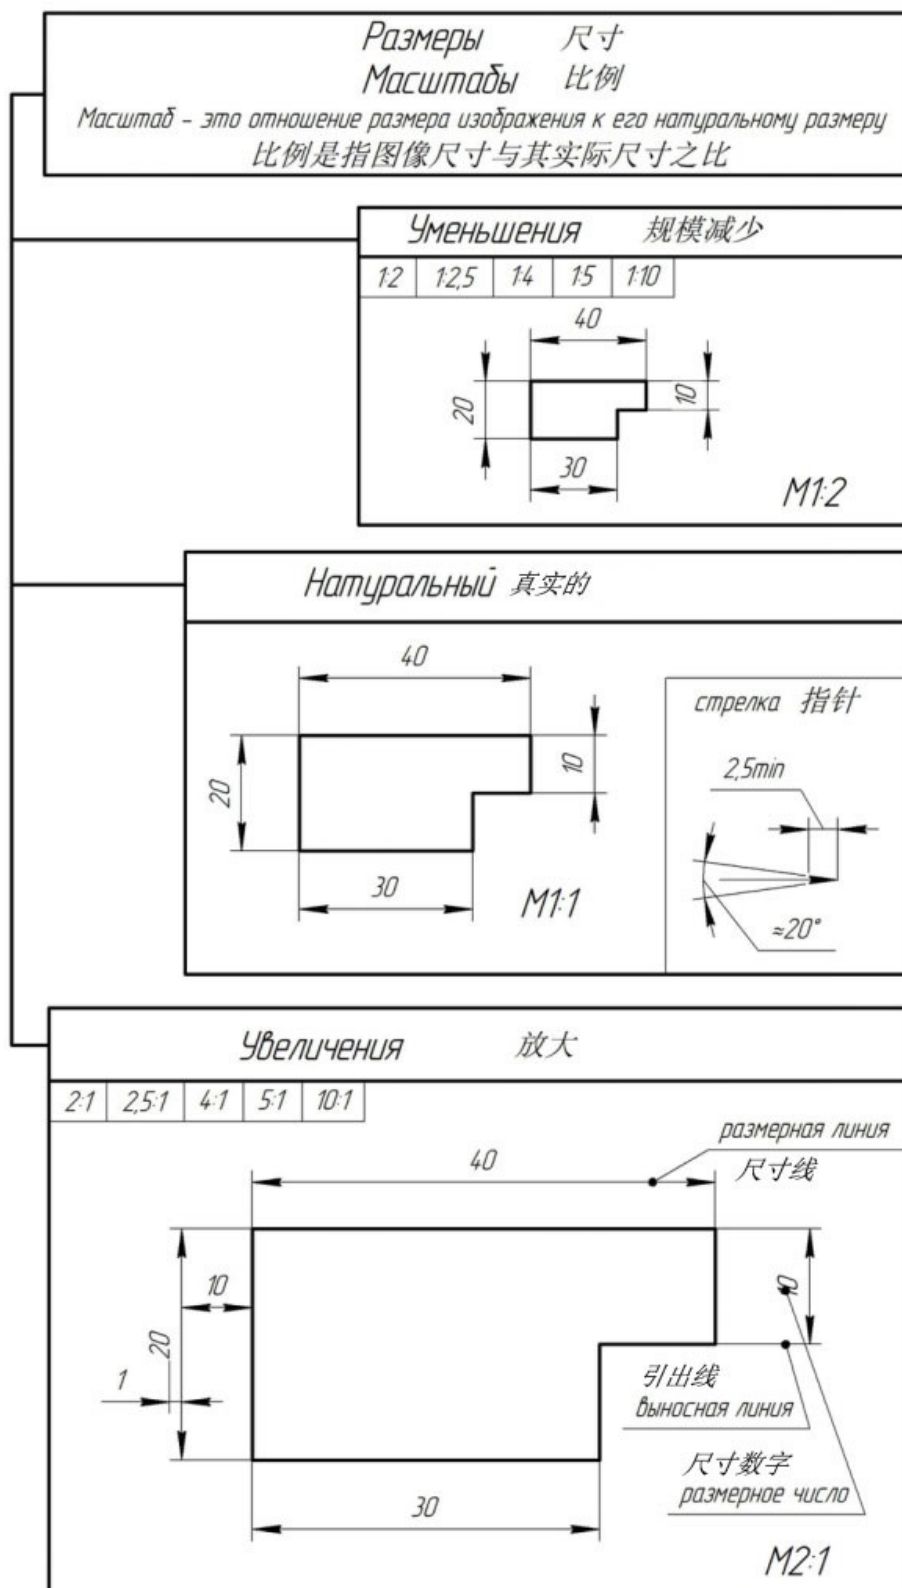 Размеры 尺寸
Масштабы 比例
Масштаб - это отношение размера изображения к его натуральному размеру
比例是指图像尺寸与其实际尺寸之比
Уменьшения 规模减少
1:2 1:2,5 1:4 1:5 1:10
40
20
10
30
М1:2
Натуральный 真实的
40
20
10
30
М1:1
стрелка 指针
2,5min
≈20°
Увеличения 放大
2:1 2,5:1 4:1 5:1 10:1
размерная линия
尺寸线
40
10
20
1
10
引出线
выносная линия
尺寸数字
размерное число
30
М2:1